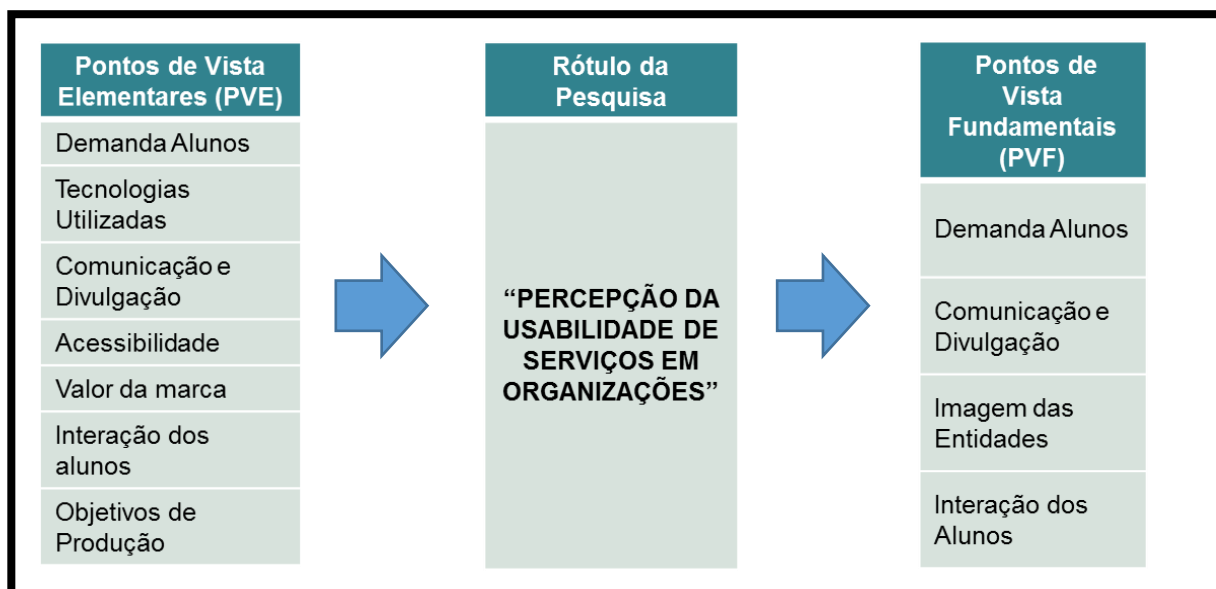 Pontos de Vista
Elementares (PVE)
Demanda Alunos
Tecnologias
Utilizadas
Comunicação e
Divulgação
Acessibilidade
Valor da marca
Interação dos
alunos
Objetivos de
Produção
Rótulo da
Pesquisa
“PERCEPÇÃO DA
USABILIDADE DE
SERVIÇOS EM
ORGANIZAÇÕES”
Pontos de
Vista
Fundamentais
(PVF)
Demanda Alunos
Comunicação e
Divulgação
Imagem das
Entidades
Interação dos
Alunos